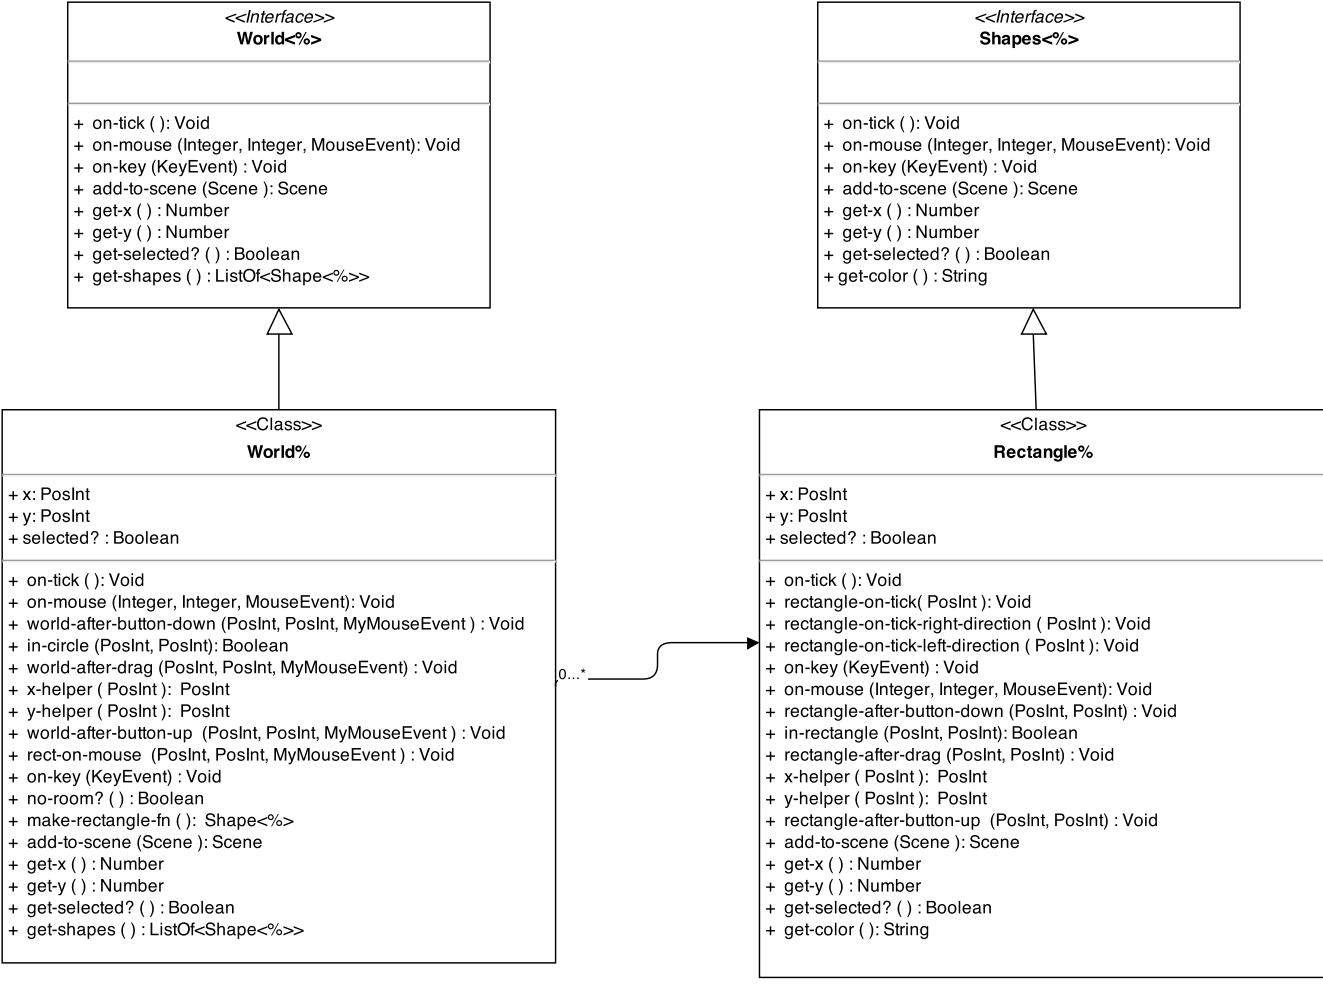 <<Interface>>
World<%>
+ on-tick ( ): Void
+ on-mouse (Integer, Integer, MouseEvent): Void
+ on-key (KeyEvent) : Void
+ add-to-scene (Scene ): Scene
+ get-x ( ) : Number
+ get-y ( ) : Number
+ get-selected? ( ) : Boolean
+ get-shapes ( ) : ListOf<Shape<%>>
<<Interface>>
Shapes<%>
+ on-tick ( ): Void
+ on-mouse (Integer, Integer, MouseEvent): Void
+ on-key (KeyEvent) : Void
+ add-to-scene (Scene ): Scene
+ get-x ( ) : Number
+ get-y ( ) : Number
+ get-selected? ( ) : Boolean
+ get-color ( ) : String
<<Class>>
World%
+ x: PosInt
+ y: PosInt
+ selected? : Boolean
+ on-tick ( ): Void
+ on-mouse (Integer, Integer, MouseEvent): Void
+ world-after-button-down (PosInt, PosInt, MyMouseEvent ) : Void
+ in-circle (PosInt, PosInt): Boolean
+ world-after-drag (PosInt, PosInt, MyMouseEvent) : Void
+ x-helper ( PosInt ): PosInt
+ y-helper ( PosInt ): PosInt
+ world-after-button-up (PosInt, PosInt, MyMouseEvent ) : Void
+ rect-on-mouse (PosInt, PosInt, MyMouseEvent ) : Void
+ on-key (KeyEvent) : Void
+ no-room? ( ) : Boolean
+ make-rectangle-fn ( ): Shape<%>
+ add-to-scene (Scene ): Scene
+ get-x ( ) : Number
+ get-y ( ) : Number
+ get-selected? ( ) : Boolean
+ get-shapes ( ) : ListOf<Shape<%>>
0...*
<<Class>>
Rectangle%
+ x: PosInt
+ y: PosInt
+ selected? : Boolean
+ on-tick ( ): Void
+ rectangle-on-tick( PosInt ): Void
+ rectangle-on-tick-right-direction ( PosInt ): Void
+ rectangle-on-tick-left-direction ( PosInt ): Void
+ on-key (KeyEvent) : Void
+ on-mouse (Integer, Integer, MouseEvent): Void
+ rectangle-after-button-down (PosInt, PosInt) : Void
+ in-rectangle (PosInt, PosInt): Boolean
+ rectangle-after-drag (PosInt, PosInt) : Void
+ x-helper ( PosInt ): PosInt
+ y-helper ( PosInt ): PosInt
+ rectangle-after-button-up (PosInt, PosInt) : Void
+ add-to-scene (Scene ): Scene
+ get-x ( ) : Number
+ get-y ( ) : Number
+ get-selected? ( ) : Boolean
+ get-color ( ): String